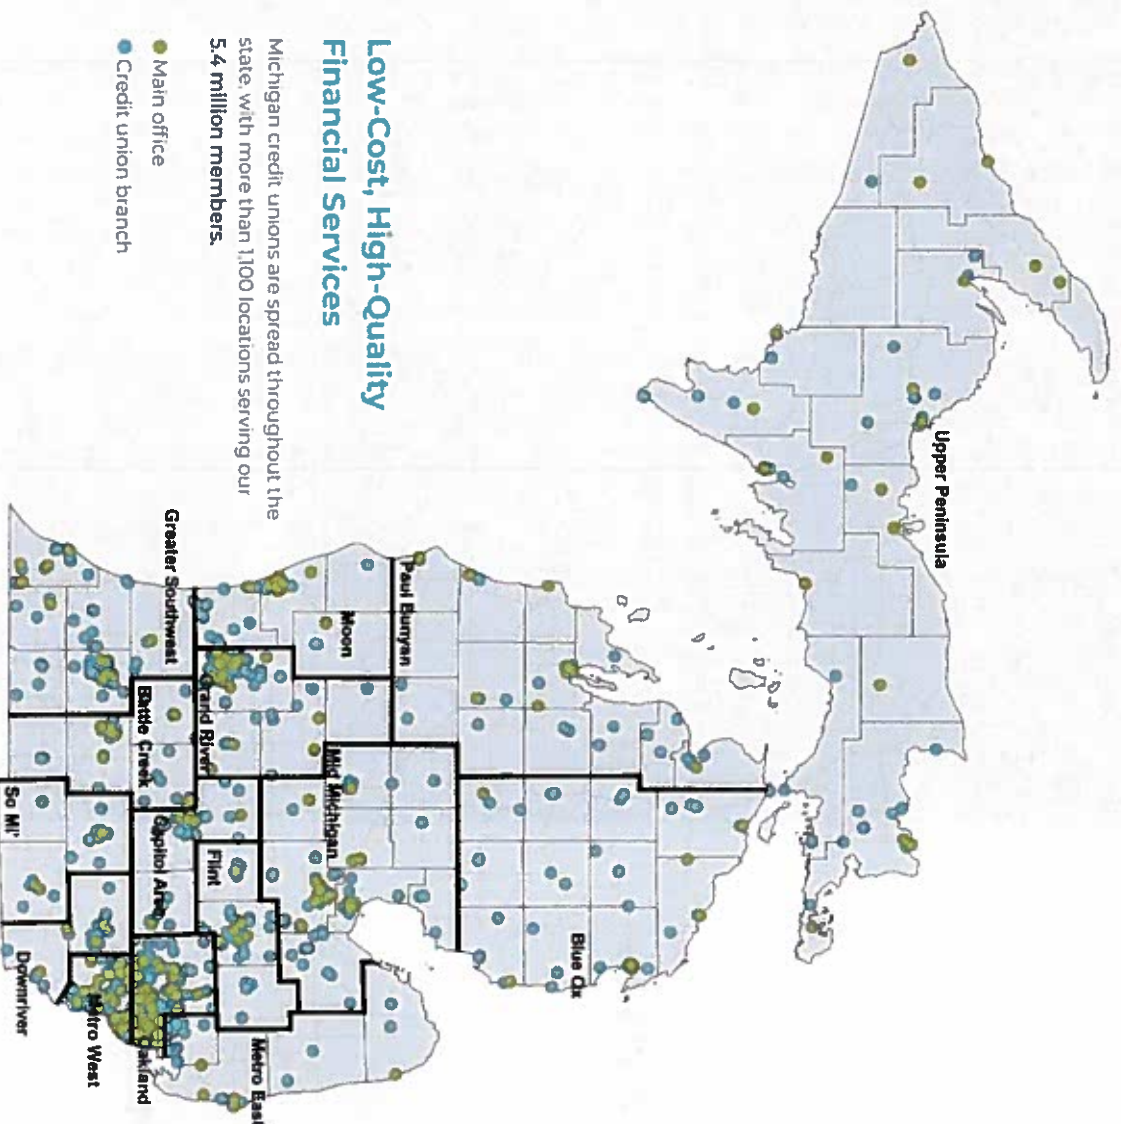 Low-Cost, High-Quality
Financial Services
Michigan credit unions are spread throughout the
state, with more than 1,100 locations serving our
5.4 million members.
Main office
Credit union branch
Upper Peninsula
Paul Bunyan
Blue Ox
Moon
Mid Michigan
Greater Southwest
Grand River
Flint
Metro East
Battle Creek
Capitol Area
akland
Metro West
So MI'
Downriver